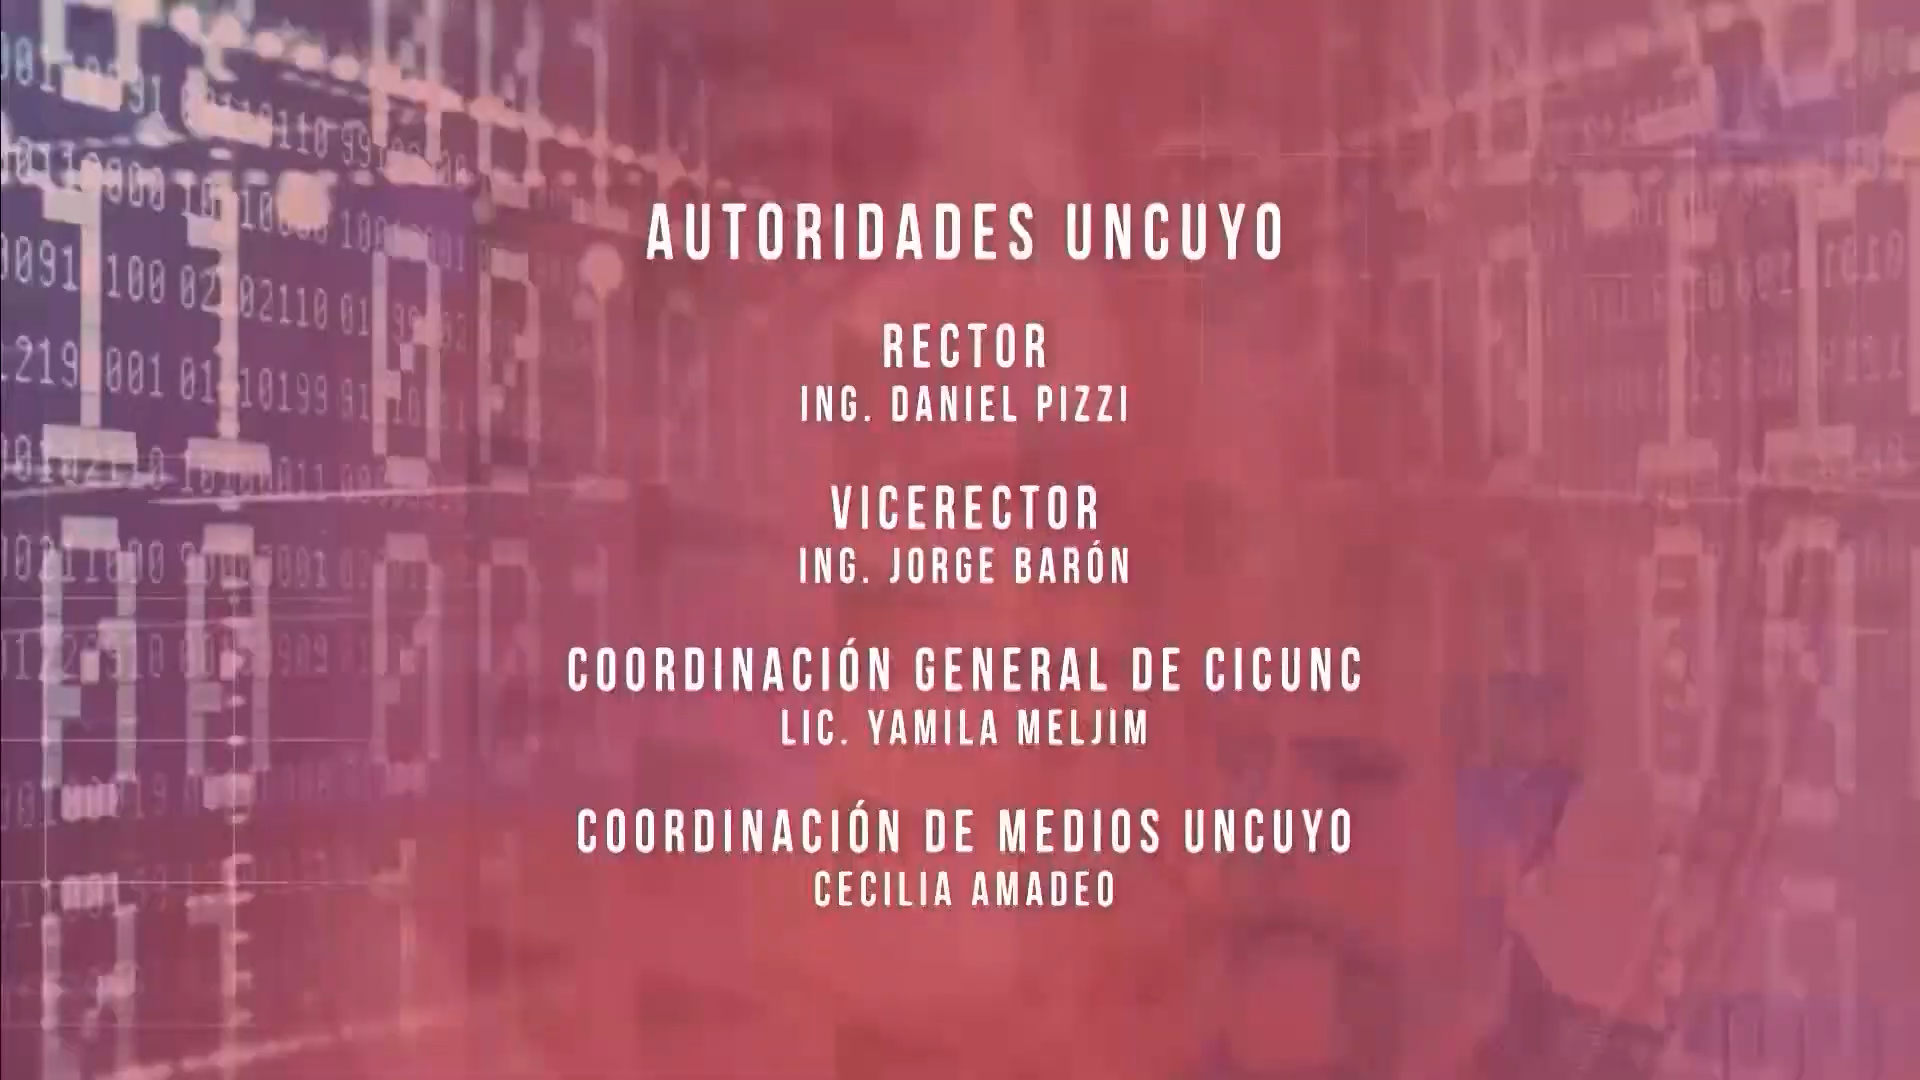 AUTORIDADES UNCUYO
RECTOR
ING. DANIEL PIZZI
VICERECTOR
ING. JORGE BARÓN
COORDINACIÓN GENERAL DE CICUNC
LIC. YAMILA MELJIM
COORDINACIÓN DE MEDIOS UNCUYO
CECILIA AMADEO